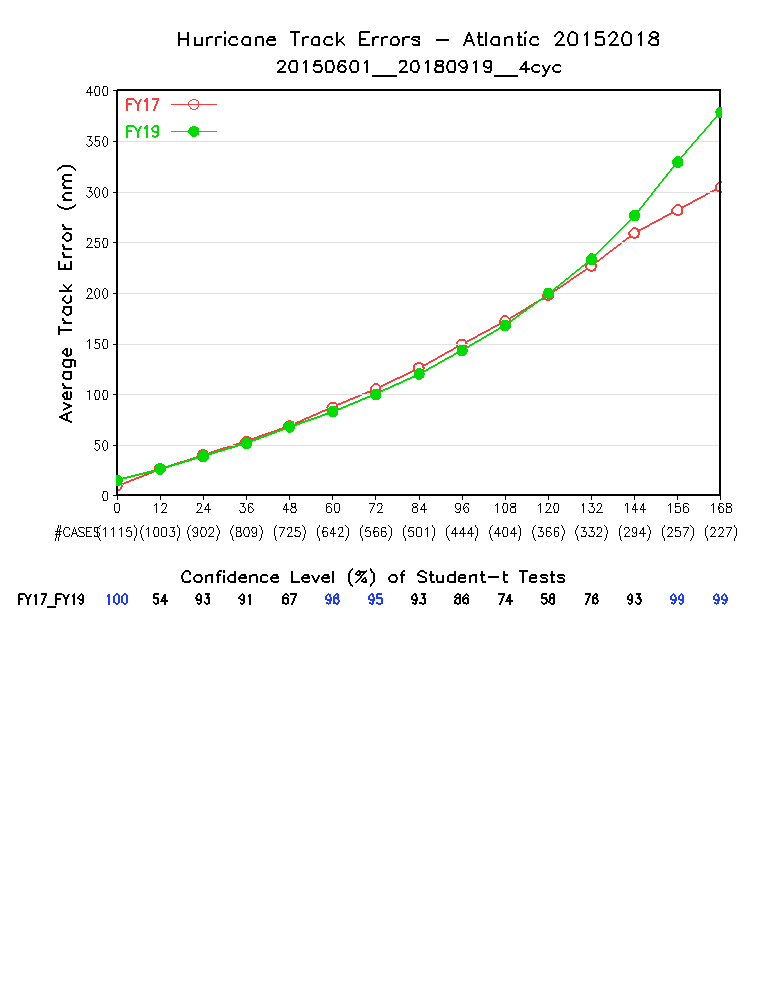 Hurricane Track Errors – Atlantic 20152018
20150601__20180919__4cyc
FY17
FY19
Average Track Error (nm)
400
350
300
250
200
150
100
50
0
0 12 24 36 48 60 72 84 96 108 120 132 144 156 168
#CASES(1115)(1003) (902) (809) (725) (642) (566) (501) (444) (404) (366) (332) (294) (257) (227)
Confidence Level (%) of Student–t Tests
FY17_FY19 100 54 93 91 67 96 95 93 86 74 58 76 93 99 99